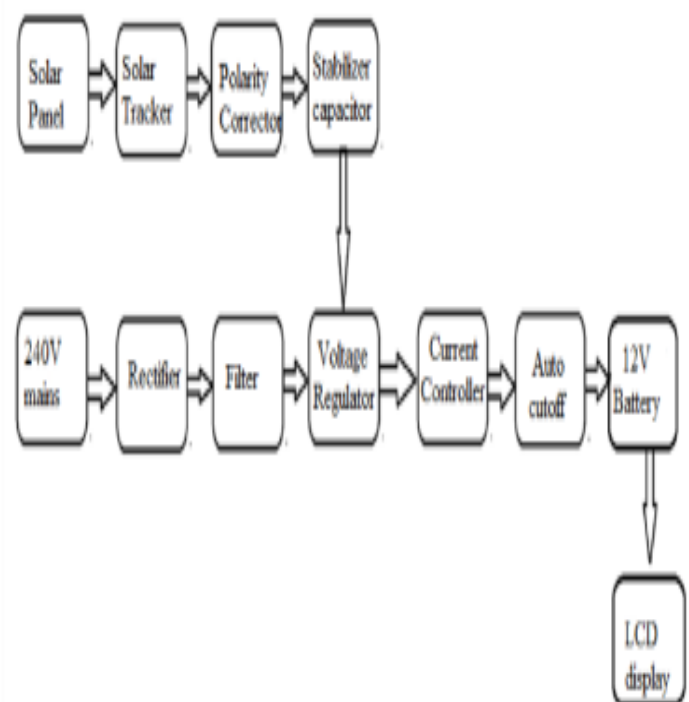 Solar
Panel
Solar
Tracker
Polarity
Corrector
Stabilizer
capacitor
240V
mains
Rectifier
Filter
Voltage
Regulator
Current
Controller
Auto
cutoff
12V
Battery
LCD
display